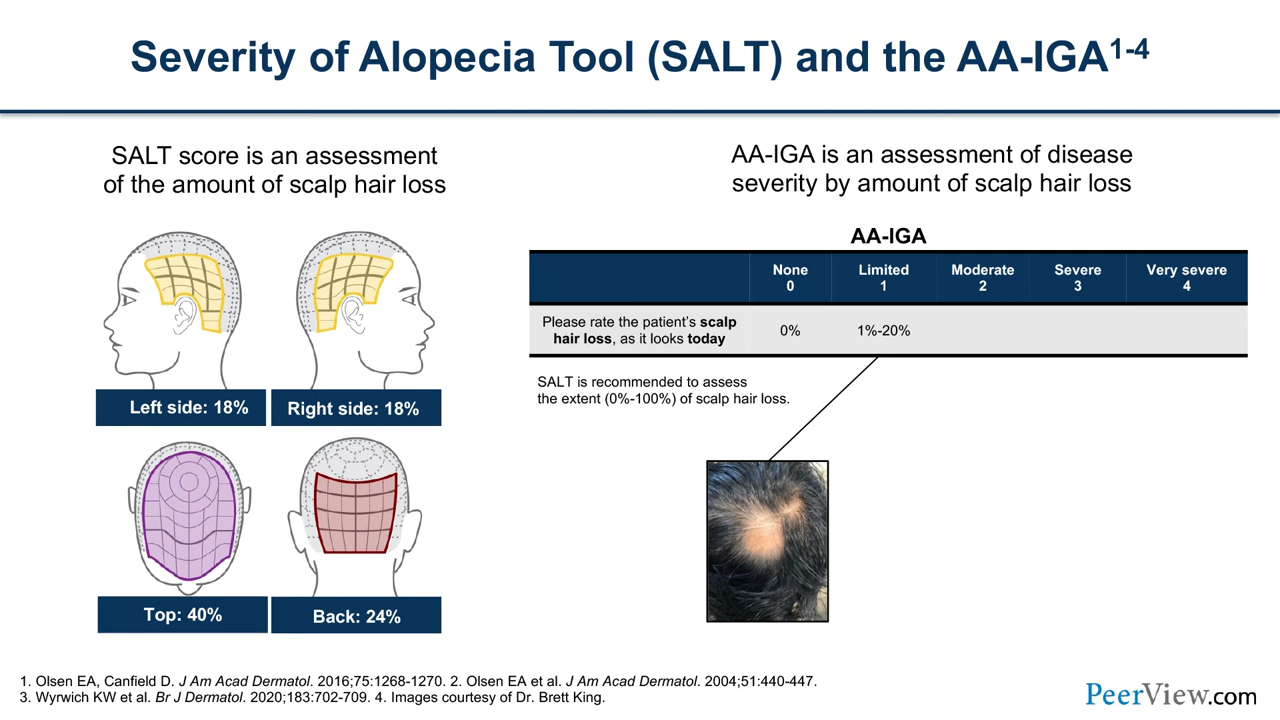 Severity of Alopecia Tool (SALT) and the AA-IGA1-4
SALT score is an assessment
of the amount of scalp hair loss
Left side: 18%
Right side: 18%
Top: 40%
Back: 24%
AA-IGA is an assessment of disease
severity by amount of scalp hair loss
AA-IGA
None
0
Limited
1
Moderate
2
Severe
3
Very severe
4
Please rate the patient's scalp
hair loss, as it looks today
0%
1%-20%
SALT is recommended to assess
the extent (0%-100%) of scalp hair loss.
1. Olsen EA, Canfield D. J Am Acad Dermatol. 2016;75:1268-1270. 2. Olsen EA et al. J Am Acad Dermatol. 2004;51:440-447.
3. Wyrwich KW et al. Br J Dermatol. 2020;183:702-709. 4. Images courtesy of Dr. Brett King.
PeerView.com